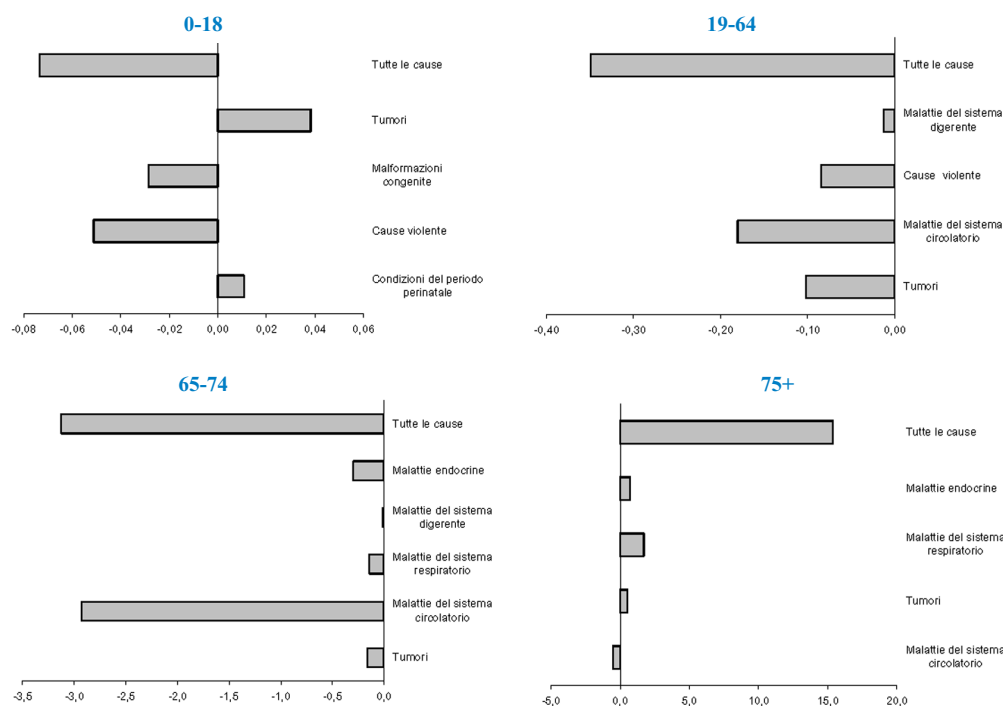 0-18
Tutte le cause
Tumori
Malformazioni
congenite
Cause violente
Condizioni del periodo
perinatale
-0,08 -0,06 -0,04 -0,02 0,00 0,02 0,04 0,06
19-64
Tutte le cause
Malattie del sistema
digerente
Cause violente
Malattie del sistema
circolatorio
Tumori
-0,40 -0,30 -0,20 -0,10 0,00
65-74
Tutte le cause
Malattie endocrine
Malattie del sistema
digerente
Malattie del sistema
respiratorio
Malattie del sistema
circolatorio
Tumori
-3,5 -3,0 -2,5 -2,0 -1,5 -1,0 -0,5 0,0
75+
Tutte le cause
Malattie endocrine
Malattie del sistema
respiratorio
Tumori
Malattie del sistema
circolatorio
-5,0 0,0 5,0 10,0 15,0 20,0